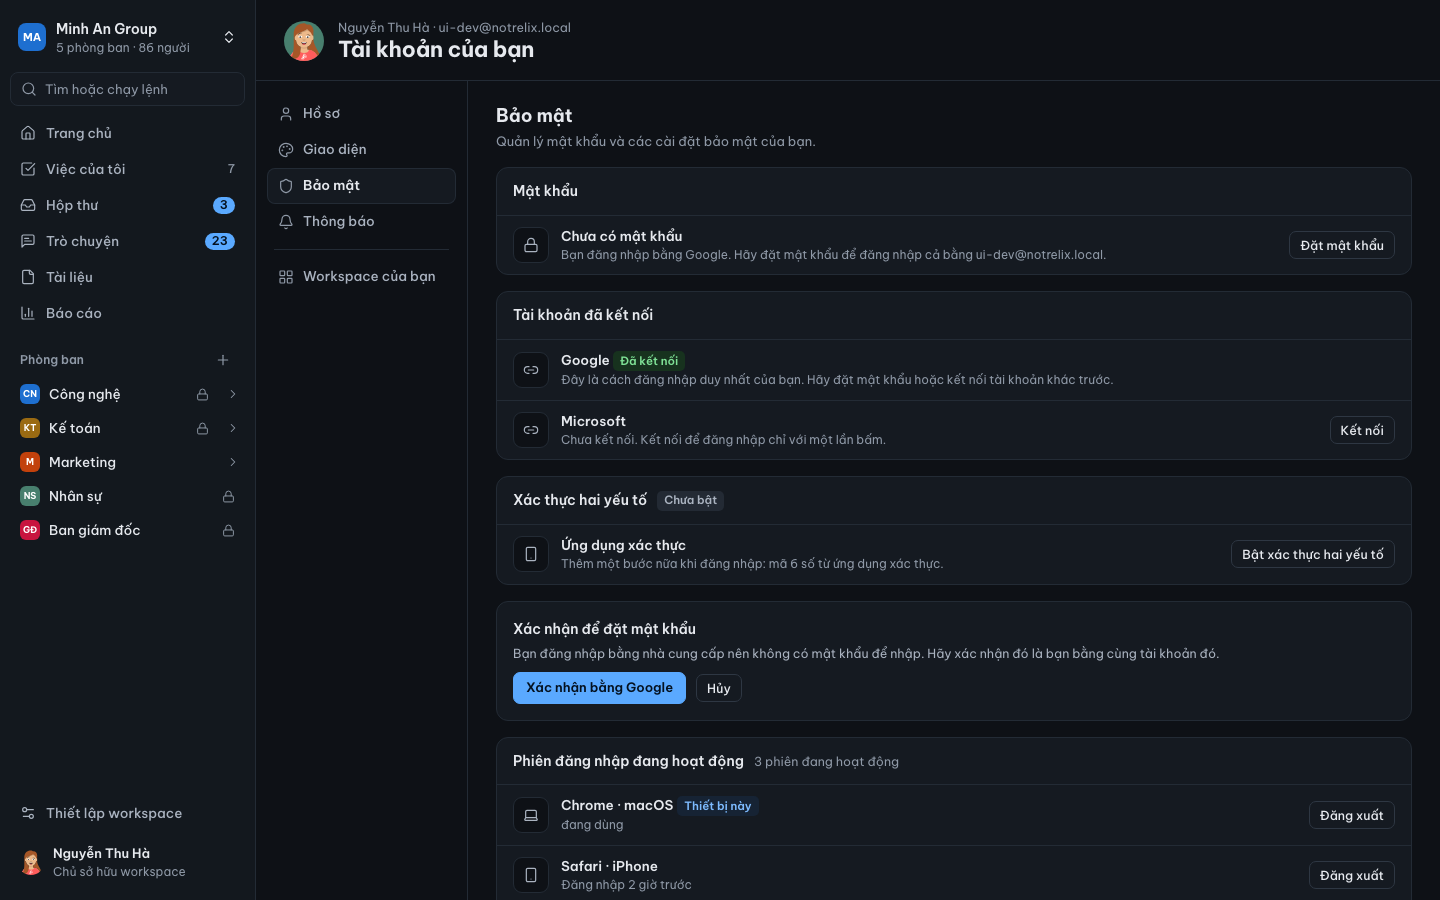 MA
Minh An Group
5 phòng ban · 86 người
Tìm hoặc chạy lệnh
Trang chủ
Việc của tôi 7
Hộp thư 3
Trò chuyện 23
Tài liệu
Báo cáo
Phòng ban
CN Công nghệ
KT Kế toán
M Marketing
NS Nhân sự
GĐ Ban giám đốc
Thiết lập workspace
Nguyễn Thu Hà
Chủ sở hữu workspace
Nguyễn Thu Hà · ui-dev@notrelix.local
Tài khoản của bạn
Hồ sơ
Giao diện
Bảo mật
Thông báo
Workspace của bạn
Bảo mật
Quản lý mật khẩu và các cài đặt bảo mật của bạn.
Mật khẩu
Chưa có mật khẩu
Bạn đăng nhập bằng Google. Hãy đặt mật khẩu để đăng nhập cả bằng ui-dev@notrelix.local.
Đặt mật khẩu
Tài khoản đã kết nối
Google Đã kết nối
Đây là cách đăng nhập duy nhất của bạn. Hãy đặt mật khẩu hoặc kết nối tài khoản khác trước.
Microsoft
Chưa kết nối. Kết nối để đăng nhập chỉ với một lần bấm.
Kết nối
Xác thực hai yếu tố Chưa bật
Ứng dụng xác thực
Thêm một bước nữa khi đăng nhập: mã 6 số từ ứng dụng xác thực.
Bật xác thực hai yếu tố
Xác nhận để đặt mật khẩu
Bạn đăng nhập bằng nhà cung cấp nên không có mật khẩu để nhập. Hãy xác nhận đó là bạn bằng cùng tài khoản đó.
Xác nhận bằng Google Hủy
Phiên đăng nhập đang hoạt động 3 phiên đang hoạt động
Chrome · macOS Thiết bị này
đang dùng
Đăng xuất
Safari · iPhone
Đăng nhập 2 giờ trước
Đăng xuất